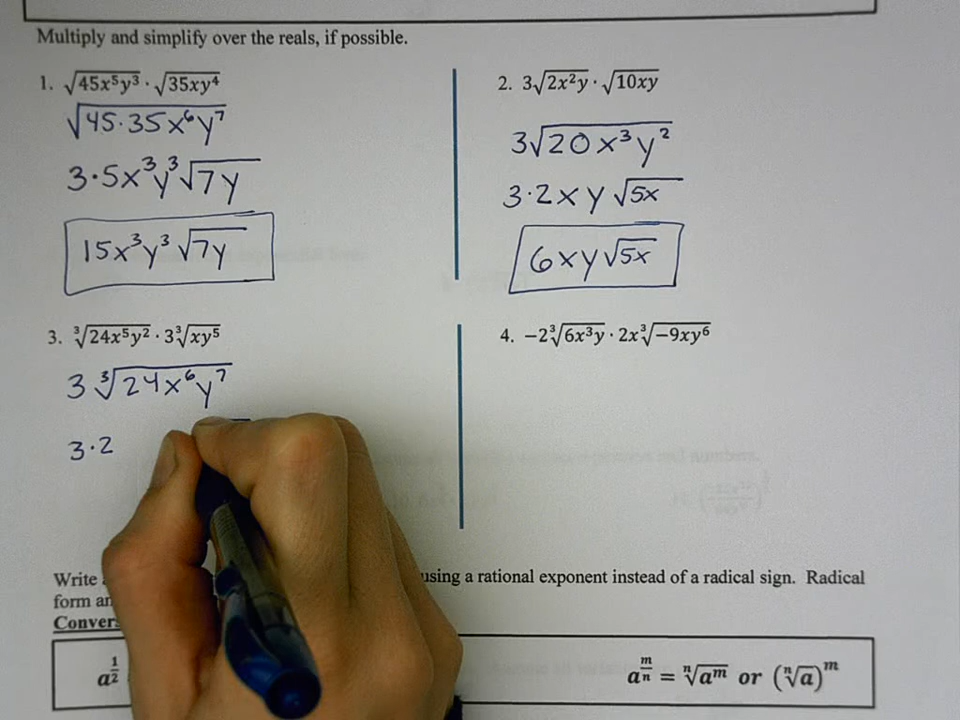 Multiply and simplify over the reals, if possible.
1. √45x⁵y³ · √35xy⁴
√45·35x⁶y⁷
3·5x³y³√7y
15x³y³√7y
2. 3√2x²y · √10xy
3√20x³y²
3·2xy√5x
6xy√5x
3. ∛24x⁵y² · 3∛xy⁵
3∛24x⁶y⁷
3·2
4. −2∛6x³y · 2x∛−9xy⁶
Write using a rational exponent instead of a radical sign. Radical
form
a^(1/2)
a^(m/n) = ⁿ√aᵐ or (ⁿ√a)ᵐ